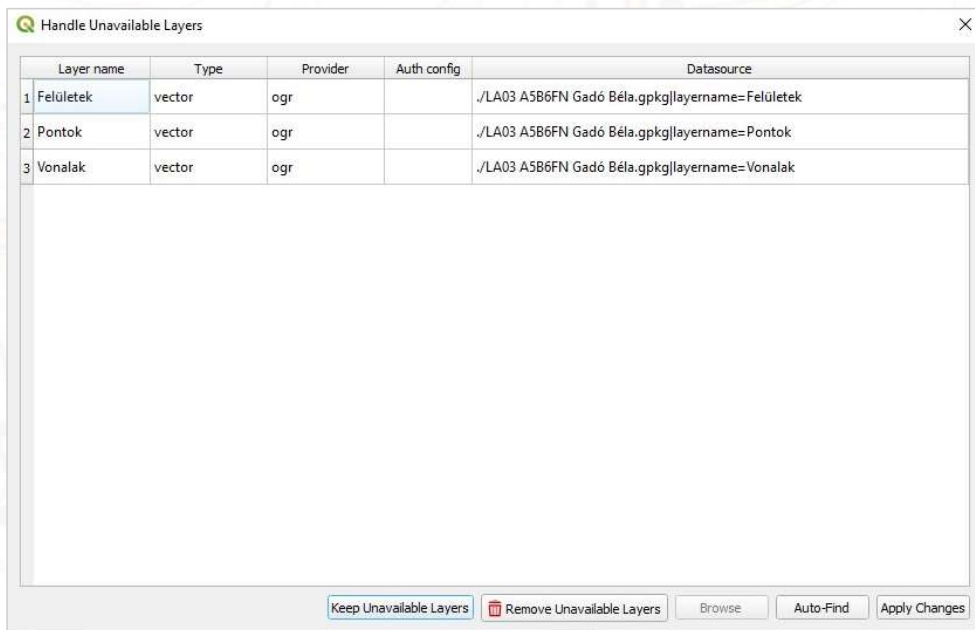 Handle Unavailable Layers
Layer name Type Provider Auth config Datasource
1 Felületek vector ogr ./LA03 A5B6FN Gadó Béla.gpkg|layername=Felületek
2 Pontok vector ogr ./LA03 A5B6FN Gadó Béla.gpkg|layername=Pontok
3 Vonalak vector ogr ./LA03 A5B6FN Gadó Béla.gpkg|layername=Vonalak
Keep Unavailable Layers Remove Unavailable Layers Browse Auto-Find Apply Changes